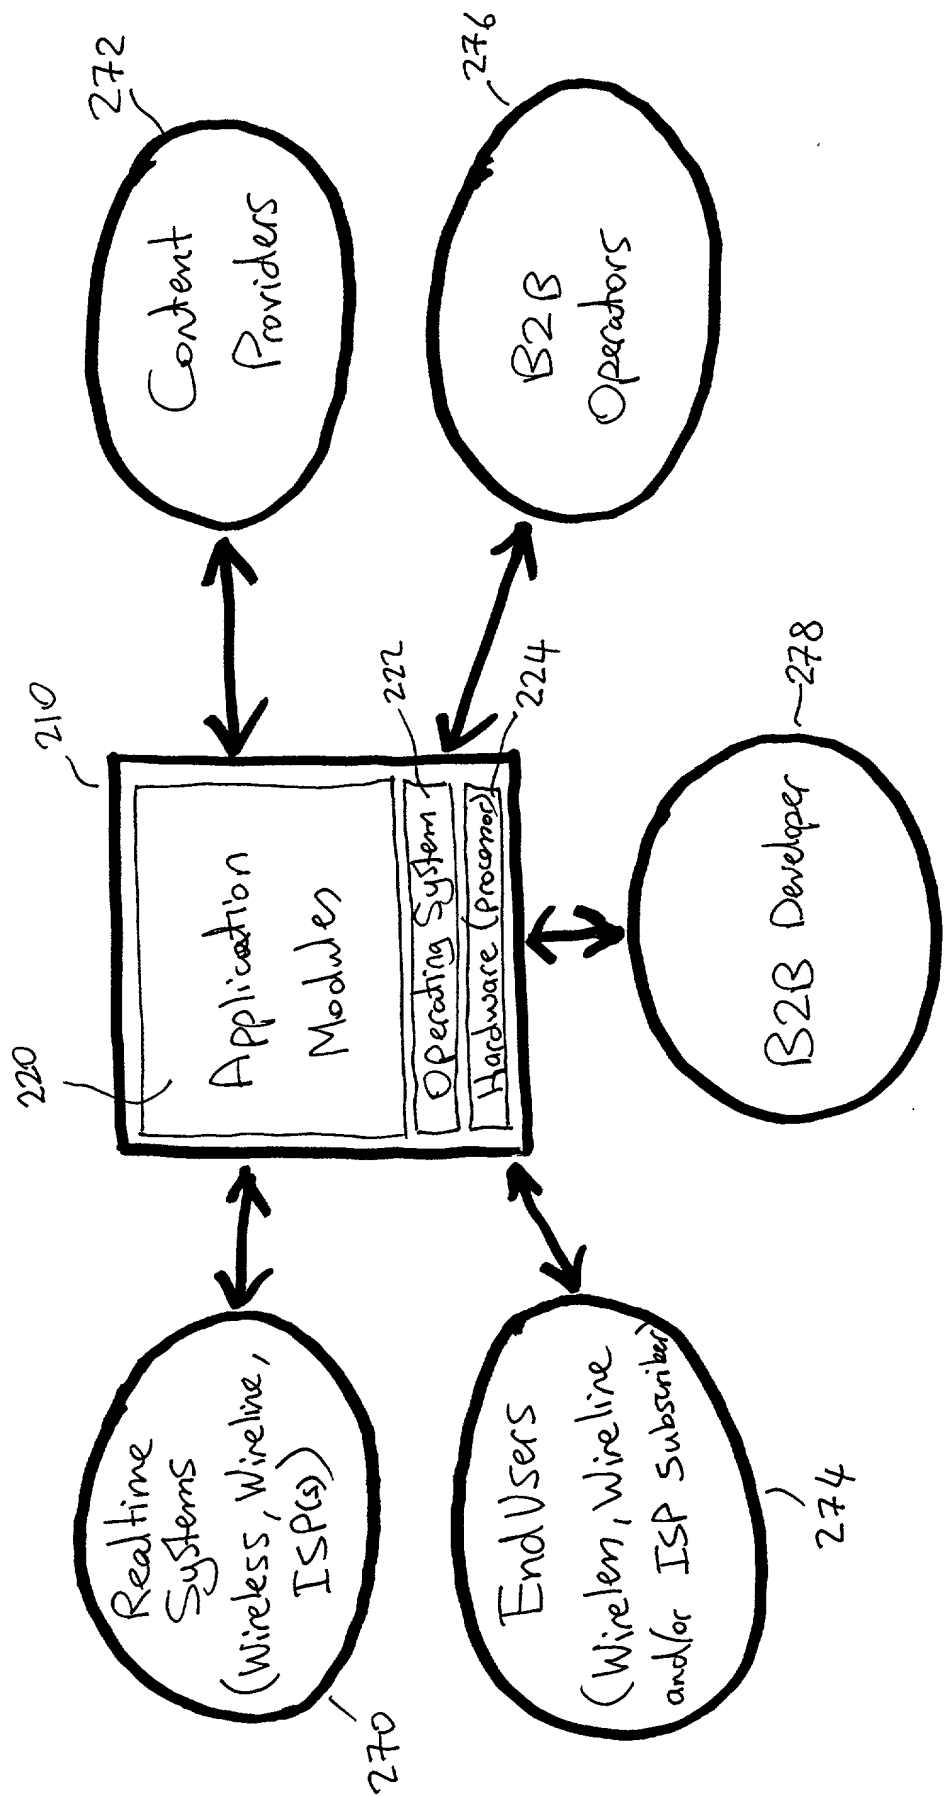 210
220
Application
Modules
Operating System
222
Hardware (Processor)
224
Realtime
Systems
(Wireless, Wireline,
ISP(s))
270
Content
Providers
272
End Users
(Wireless, Wireline
and/or ISP Subscriber)
274
B2B
Operators
276
B2B Developer
278